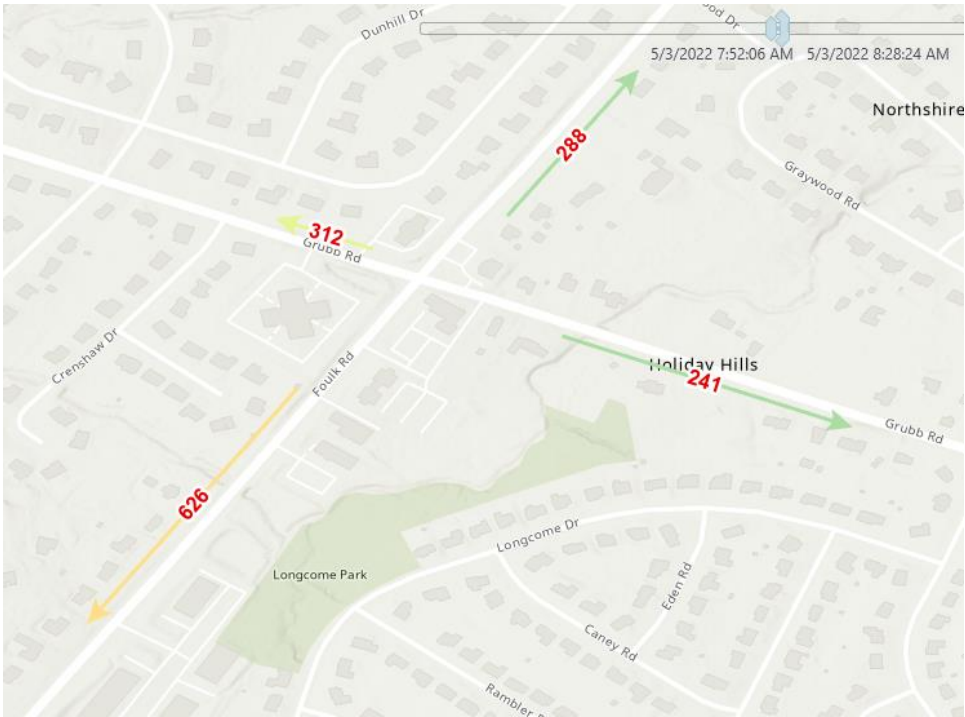 Dunhill Dr
ood Dr
5/3/2022 7:52:06 AM 5/3/2022 8:28:24 AM
Northshire
288
Graywood Rd
312
Grubb Rd
Crenshaw Dr
Foulk Rd
Holiday Hills
241
Grubb Rd
626
Longcome Dr
Longcome Park
Eden Rd
Caney Rd
Rambler